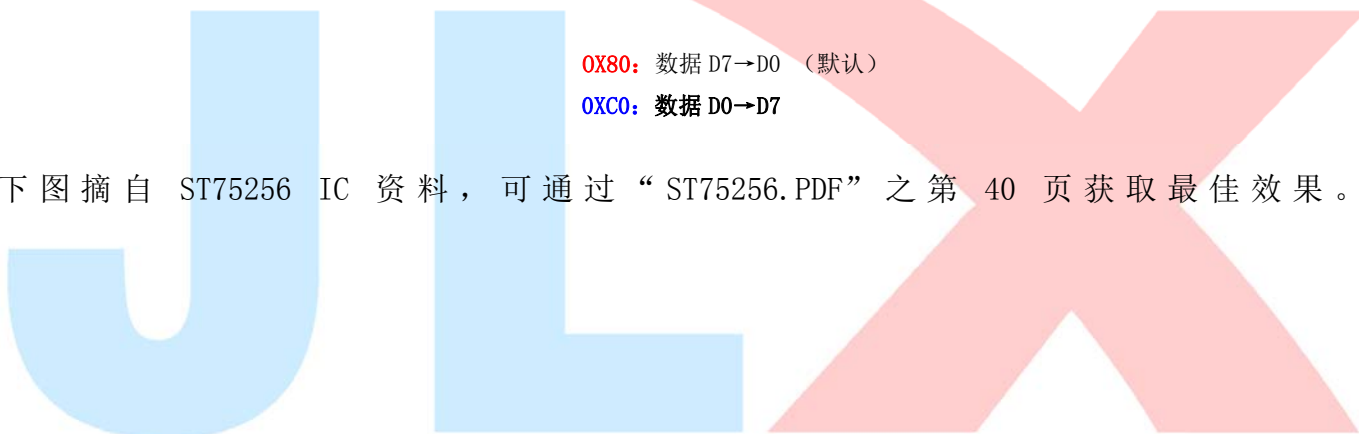 0X80：数据 D7→D0 （默认）
0XC0：数据 D0→D7
下图摘自 ST75256 IC 资料，可通过“ST75256.PDF”之第 40 页获取最佳效果。
JLX